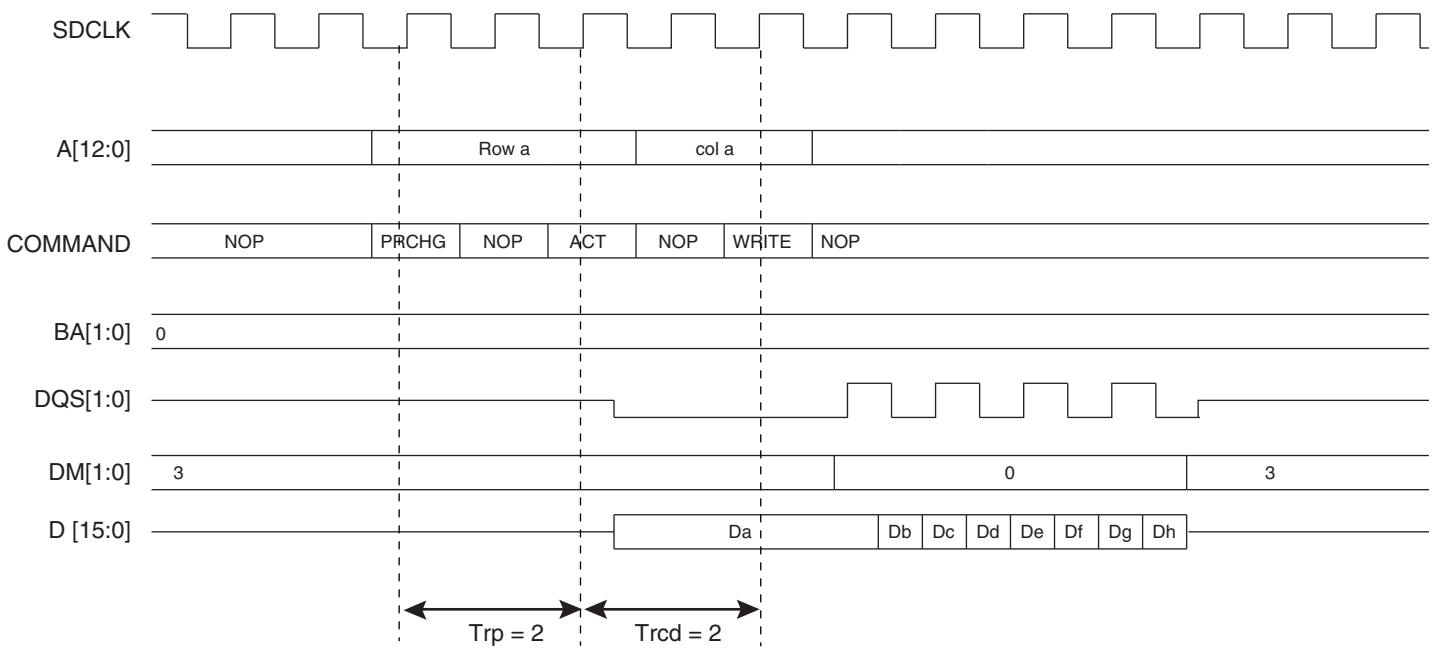 SDCLK
A[12:0] Row a col a
COMMAND NOP PRCHG NOP ACT NOP WRITE NOP
BA[1:0] 0
DQS[1:0]
DM[1:0] 3 0 3
D [15:0] Da Db Dc Dd De Df Dg Dh
Trp = 2 Trcd = 2